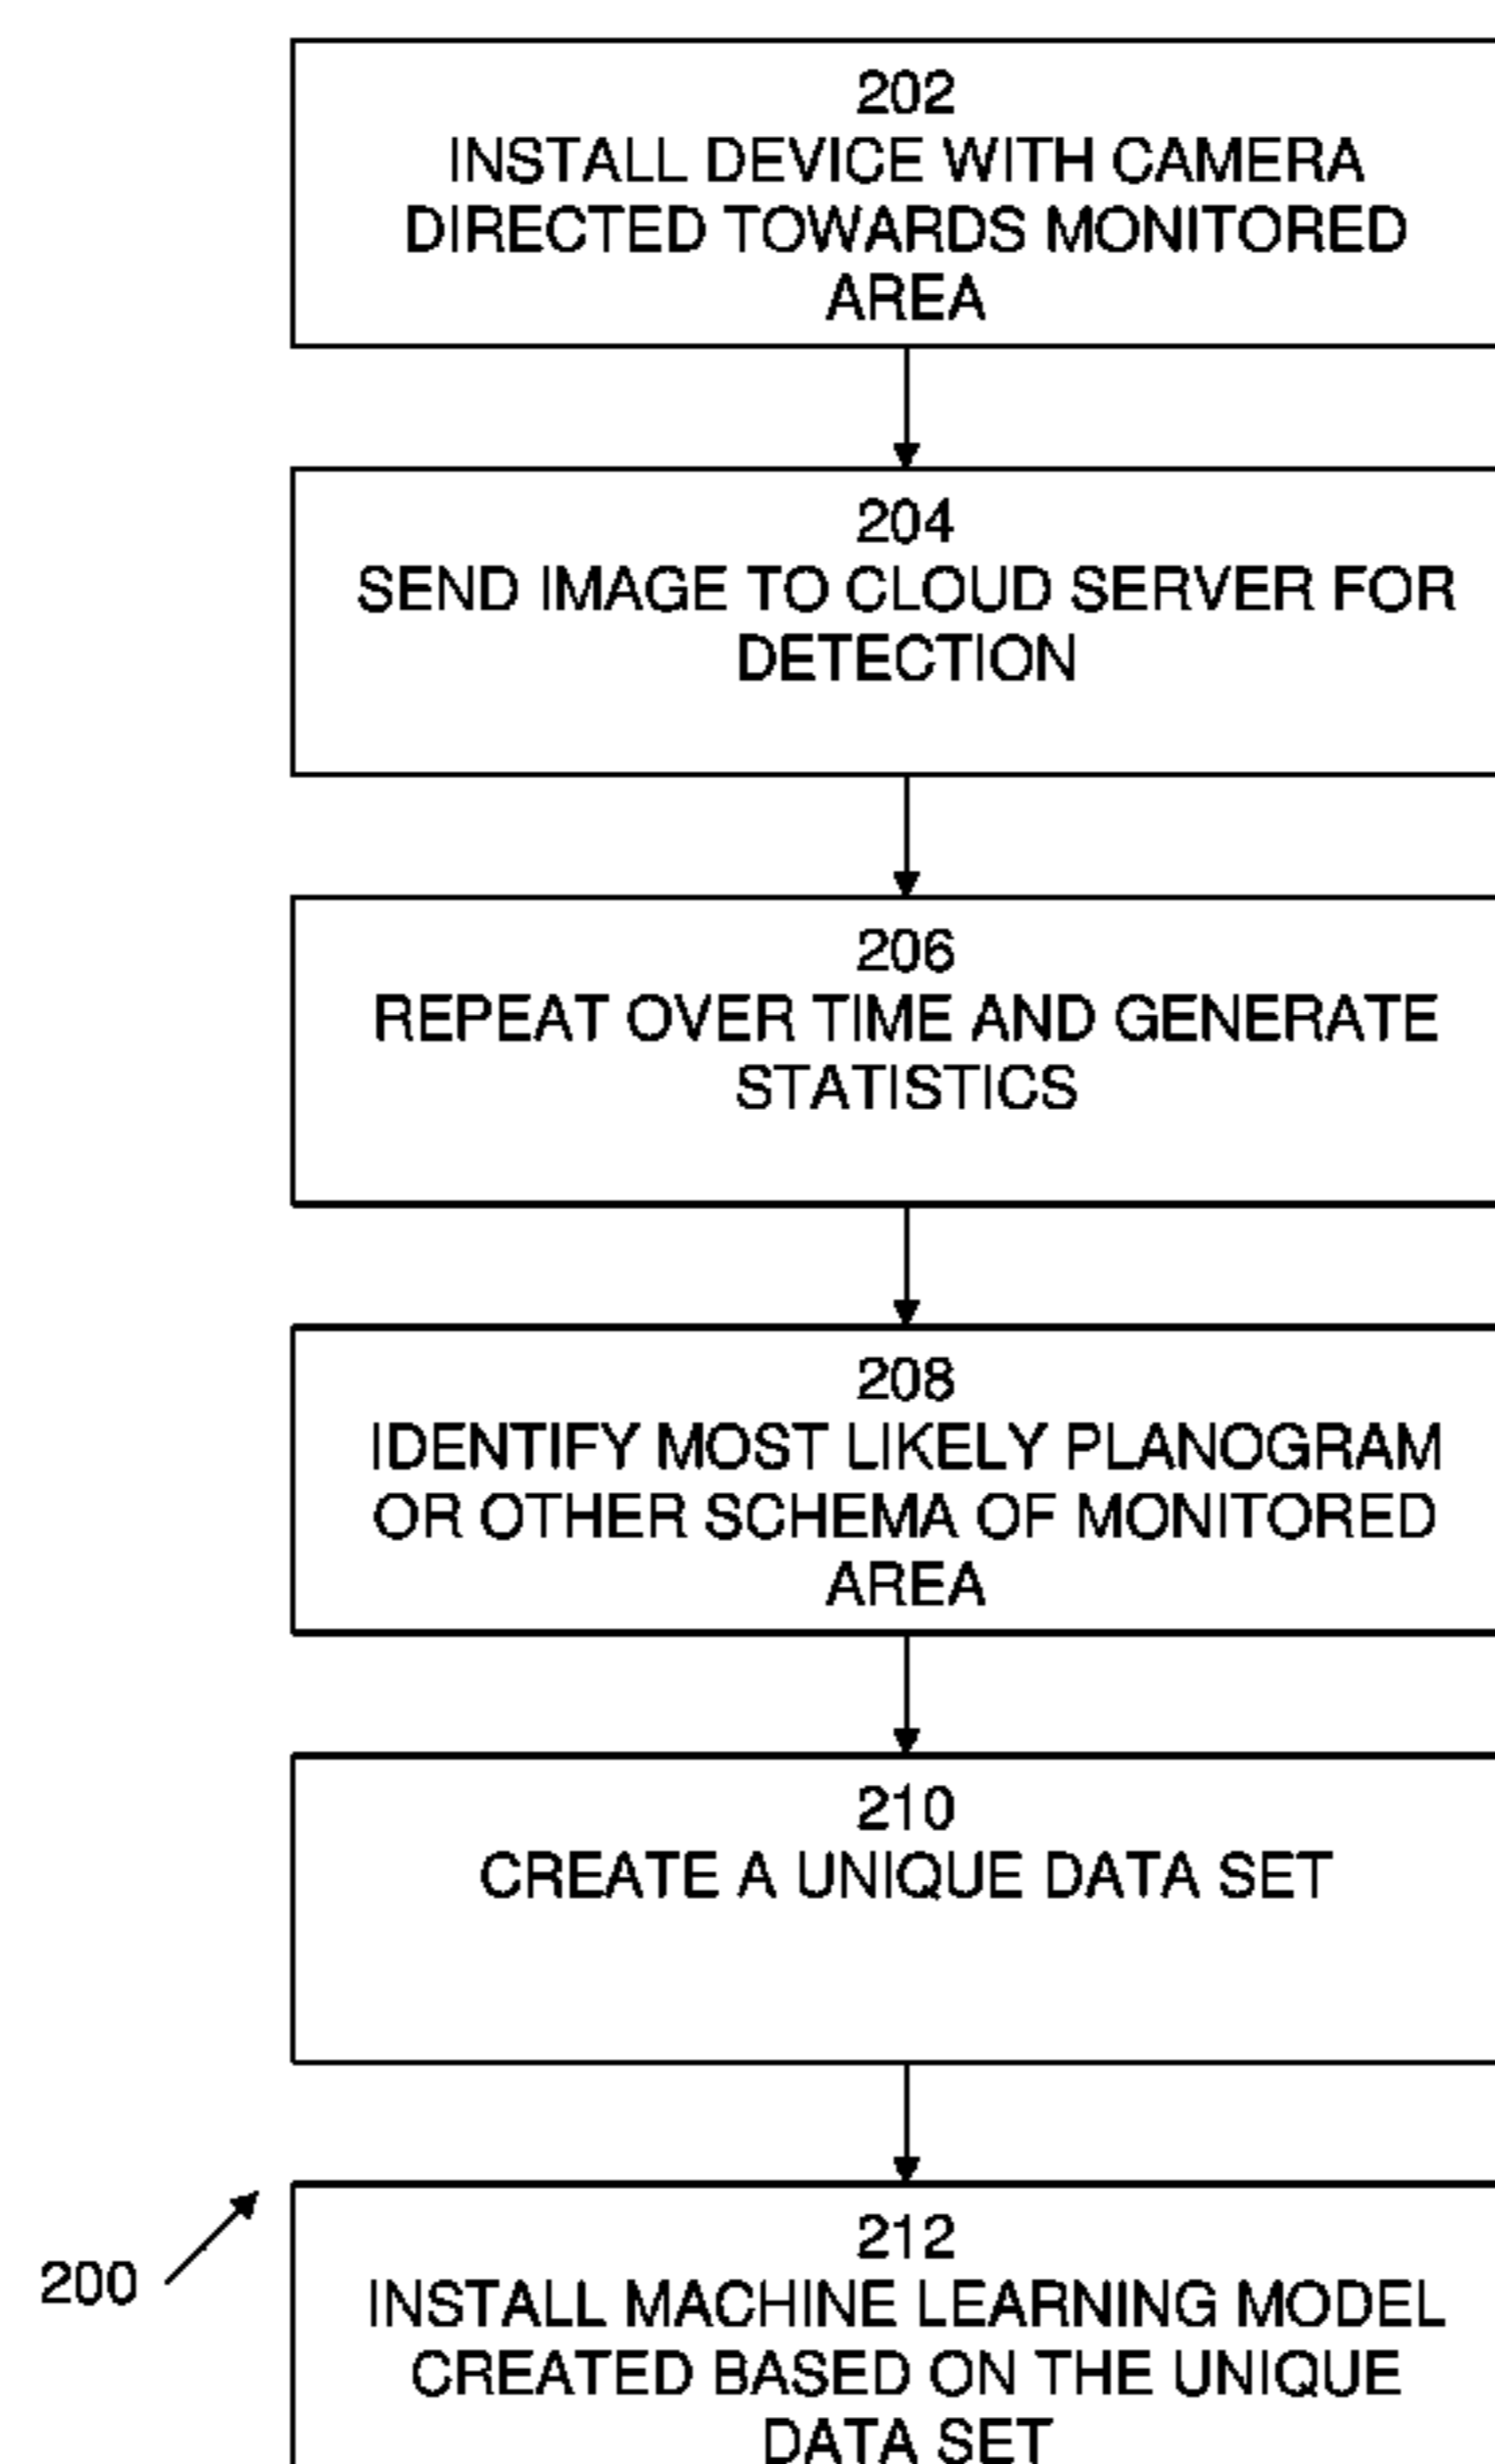 202
INSTALL DEVICE WITH CAMERA
DIRECTED TOWARDS MONITORED
AREA
204
SEND IMAGE TO CLOUD SERVER FOR
DETECTION
206
REPEAT OVER TIME AND GENERATE
STATISTICS
208
IDENTIFY MOST LIKELY PLANOGRAM
OR OTHER SCHEMA OF MONITORED
AREA
210
CREATE A UNIQUE DATA SET
200
212
INSTALL MACHINE LEARNING MODEL
CREATED BASED ON THE UNIQUE
DATA SET